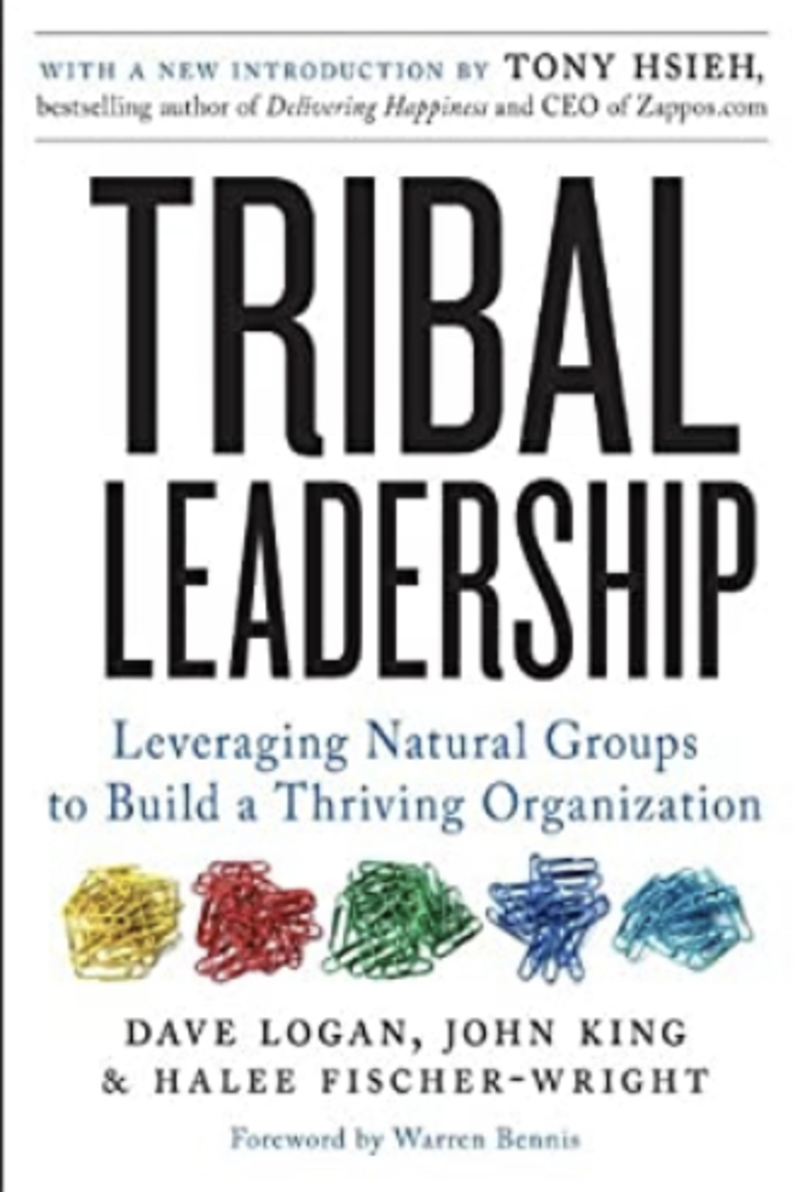 WITH A NEW INTRODUCTION BY TONY HSIEH,
bestselling author of Delivering Happiness and CEO of Zappos.com
TRIBAL
LEADERSHIP
Leveraging Natural Groups
to Build a Thriving Organization
DAVE LOGAN, JOHN KING
& HALEE FISCHER-WRIGHT
Foreword by Warren Bennis